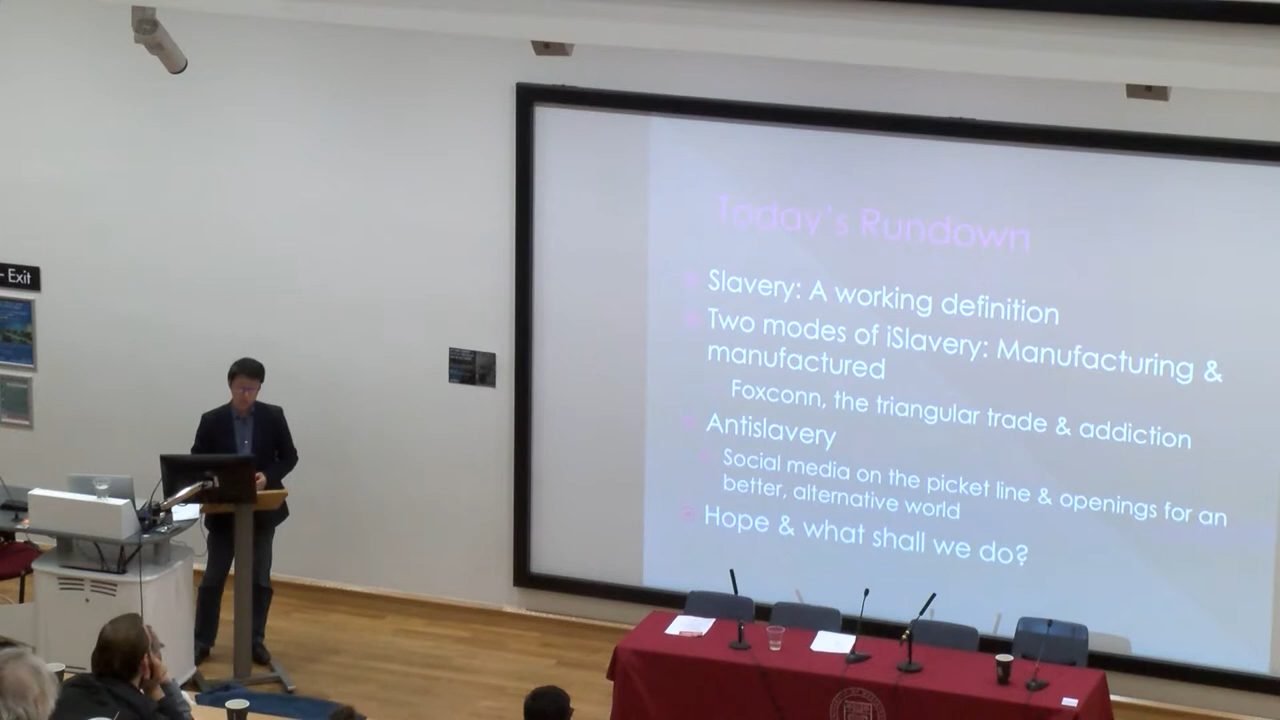 Exit
Today's Rundown
Slavery: A working definition
Two modes of iSlavery: Manufacturing &
manufactured
Foxconn, the triangular trade & addiction
Antislavery
Social media on the picket line & openings for an
better, alternative world
Hope & what shall we do?